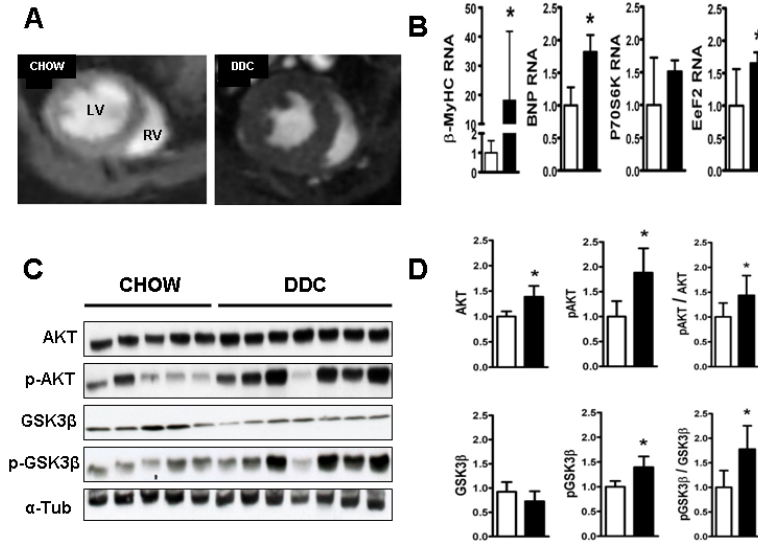 A
CHOW
LV
RV
DDC
B
β-MyHC RNA
50
40
30
20
10
2
1
0
*
BNP RNA
2.5
2.0
1.5
1.0
0.5
0.0
*
P70S6K RNA
2.5
2.0
1.5
1.0
0.5
0.0
EeF2 RNA
2.0
1.5
1.0
0.5
0.0
*
C
CHOW DDC
AKT
p-AKT
GSK3β
p-GSK3β
α-Tub
D
AKT
2.5
2.0
1.5
1.0
0.5
0.0
*
pAKT
2.5
2.0
1.5
1.0
0.5
0.0
*
pAKT / AKT
2.5
2.0
1.5
1.0
0.5
0.0
*
GSK3β
2.5
2.0
1.5
1.0
0.5
0.0
pGSK3β
2.5
2.0
1.5
1.0
0.5
0.0
*
pGSK3β / GSK3β
2.5
2.0
1.5
1.0
0.5
0.0
*